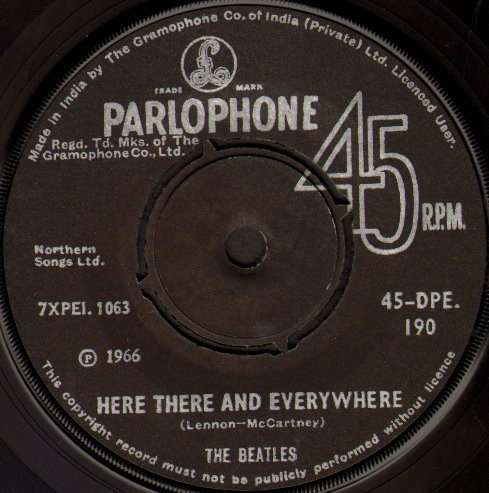 Made in India by The Gramophone Co. of India (Private) Ltd. Licenced User.
£
TRADE MARK
PARLOPHONE
Regd. Td. Mks. of The
Gramophone Co., Ltd.
45
R.P.M.
Northern
Songs Ltd.
7XPEI. 1063
45-DPE.
190
℗ 1966
HERE THERE AND EVERYWHERE
(Lennon-McCartney)
THE BEATLES
This copyright record must not be publicly performed without licence